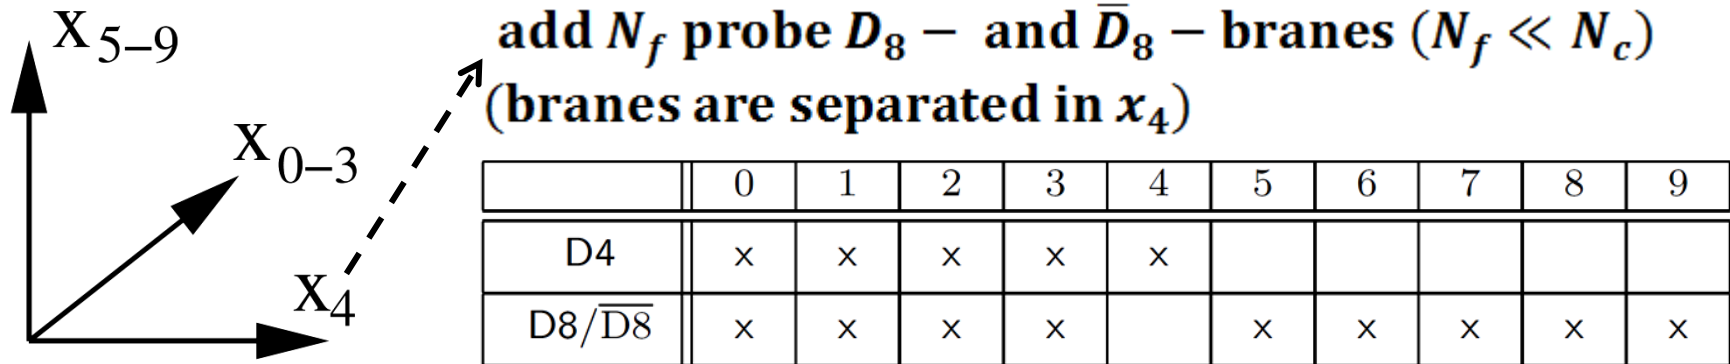 X5−9
X0−3
X4
add Nf probe D8 − and D̅8 − branes (Nf ≪ Nc)
(branes are separated in x4)
0 1 2 3 4 5 6 7 8 9
D4 x x x x x
D8/D̅8̅ x x x x x x x x x